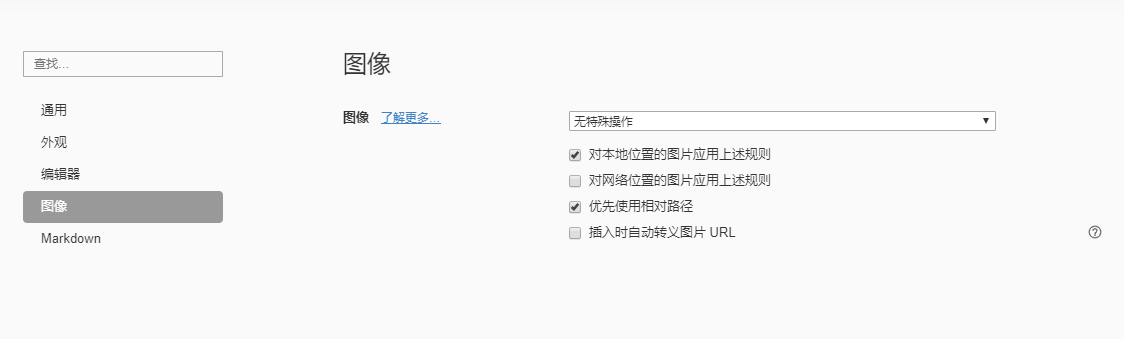 查找...
通用
外观
编辑器
图像
Markdown
图像
图像 了解更多...
无特殊操作
对本地位置的图片应用上述规则
对网络位置的图片应用上述规则
优先使用相对路径
插入时自动转义图片 URL